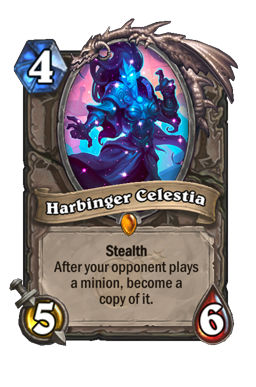 4
Harbinger Celestia
Stealth
After your opponent plays
a minion, become a
copy of it.
5
6